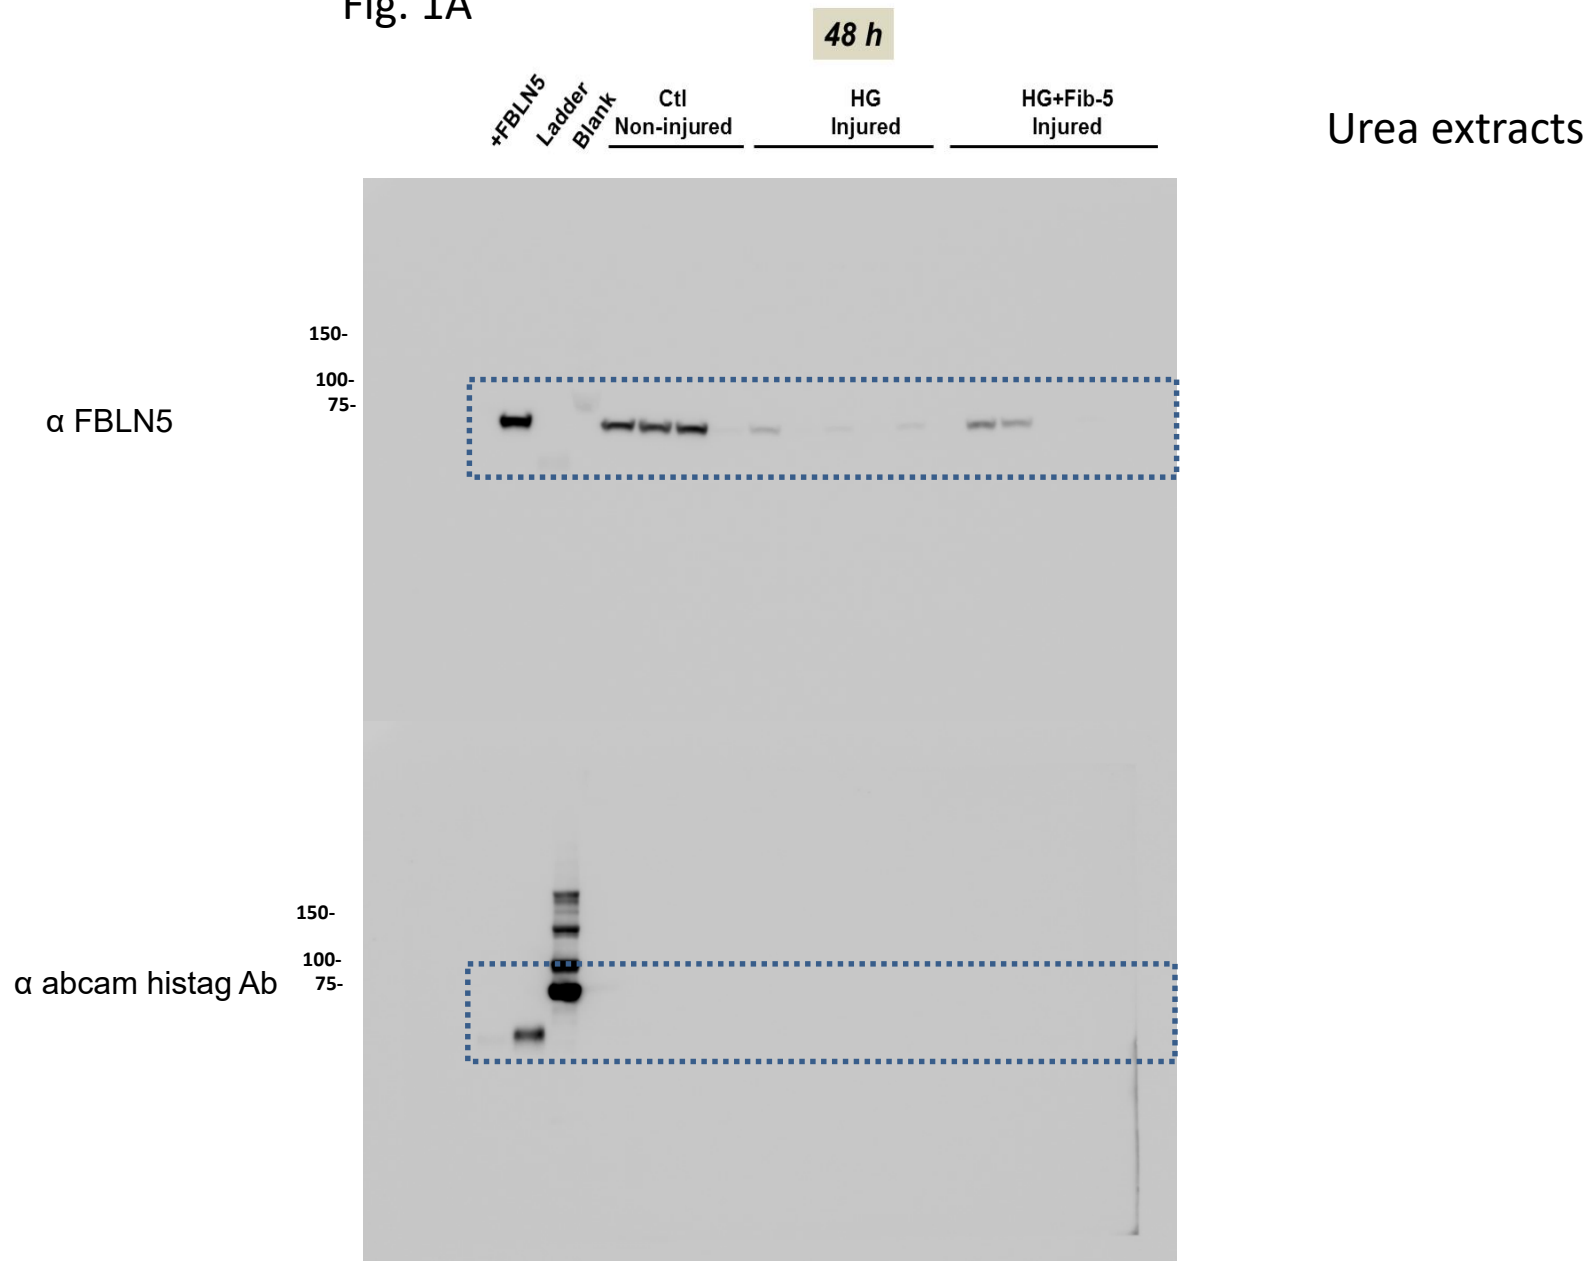 Fig. 1A
48 h
+FBLN5
Ladder
Blank
Ctl
Non-injured
HG
Injured
HG+Fib-5
Injured
Urea extracts
150-
100-
75-
α FBLN5
150-
100-
75-
α abcam histag Ab